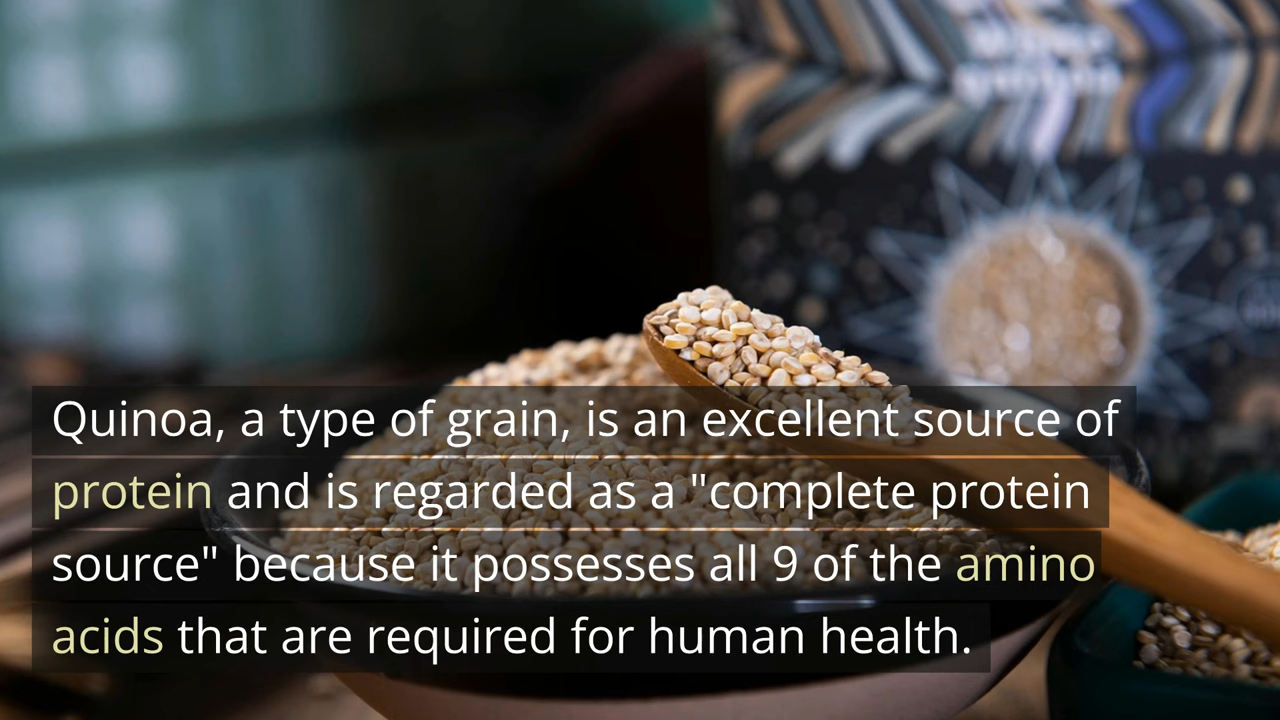 Quinoa, a type of grain, is an excellent source of
protein and is regarded as a "complete protein
source" because it possesses all 9 of the amino
acids that are required for human health.